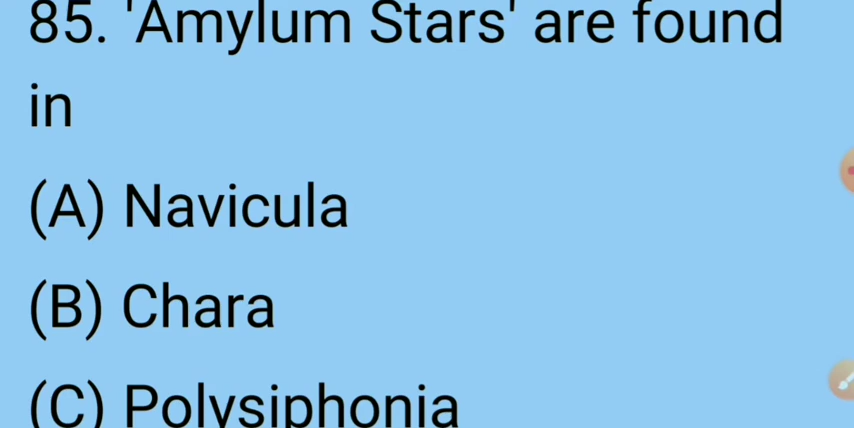 85. 'Amylum Stars' are found
in
(A) Navicula
(B) Chara
(C) Polysiphonia